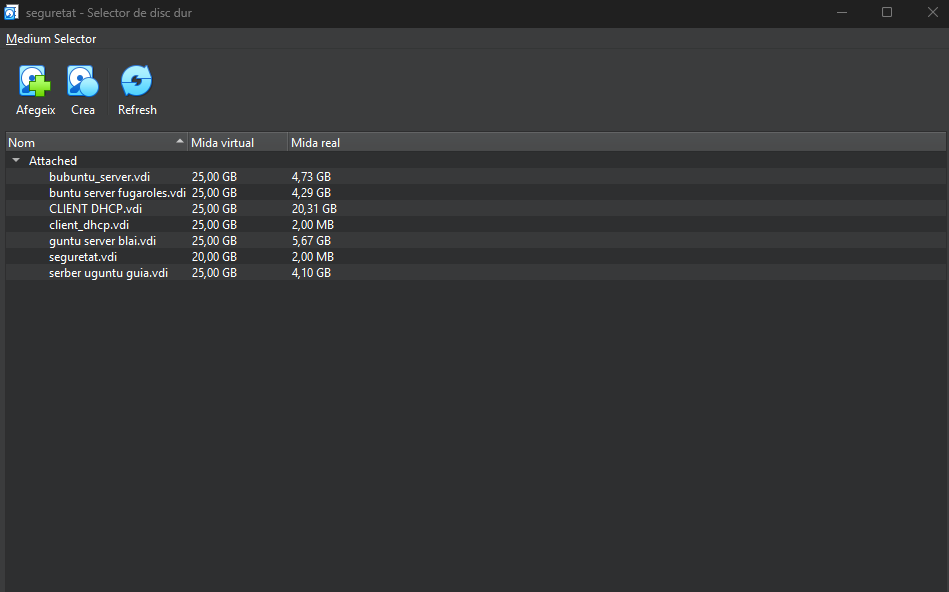 seguretat - Selector de disc dur
Medium Selector
Afegeix Crea Refresh
Nom Mida virtual Mida real
Attached
bubuntu_server.vdi 25,00 GB 4,73 GB
buntu server fugaroles.vdi 25,00 GB 4,29 GB
CLIENT DHCP.vdi 25,00 GB 20,31 GB
client_dhcp.vdi 25,00 GB 2,00 MB
guntu server blai.vdi 25,00 GB 5,67 GB
seguretat.vdi 20,00 GB 2,00 MB
serber uguntu guia.vdi 25,00 GB 4,10 GB